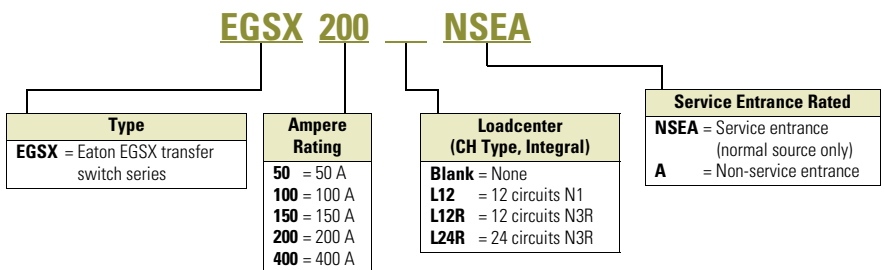 EGSX 200 __ NSEA
Type
EGSX = Eaton EGSX transfer
switch series
Ampere
Rating
50 = 50 A
100 = 100 A
150 = 150 A
200 = 200 A
400 = 400 A
Loadcenter
(CH Type, Integral)
Blank = None
L12 = 12 circuits N1
L12R = 12 circuits N3R
L24R = 24 circuits N3R
Service Entrance Rated
NSEA = Service entrance
(normal source only)
A = Non-service entrance